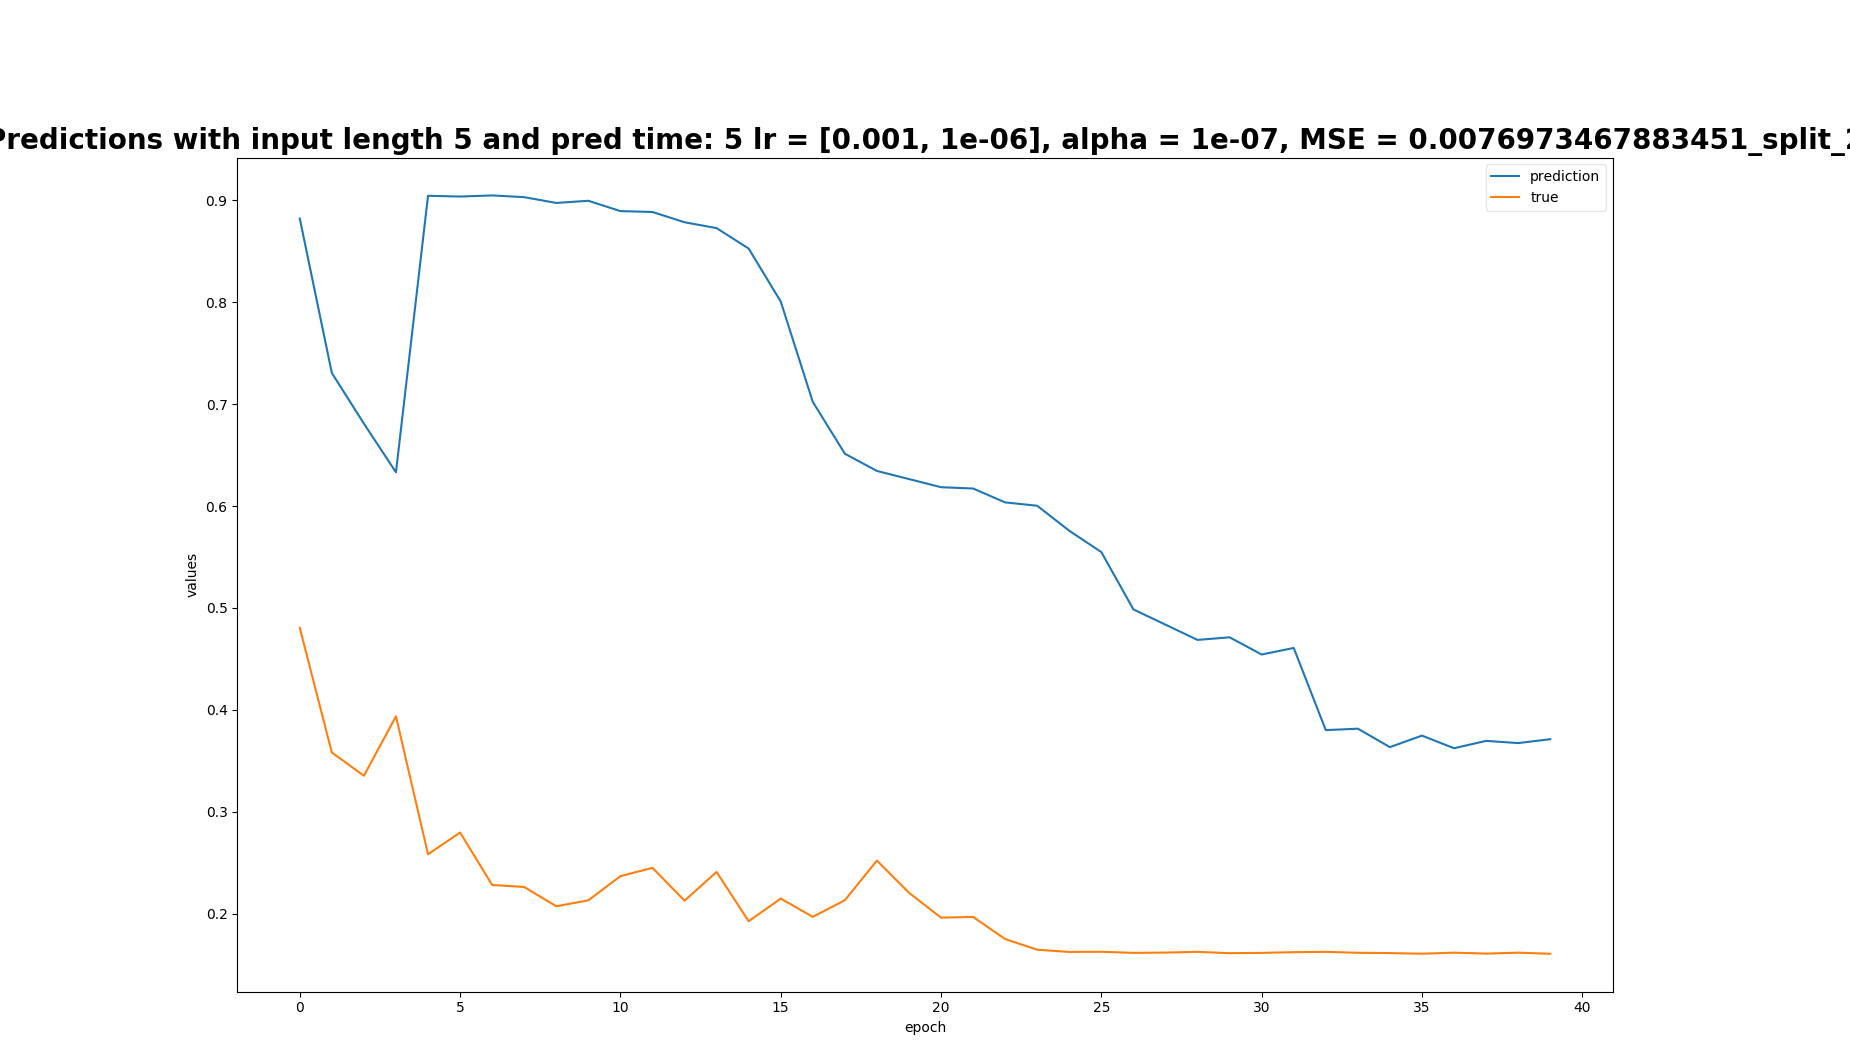 Predictions with input length 5 and pred time: 5 lr = [0.001, 1e-06], alpha = 1e-07, MSE = 0.0076973467883451_split_2
prediction
true
0.9
0.8
0.7
0.6
0.5
0.4
0.3
0.2
values
0 5 10 15 20 25 30 35 40
epoch